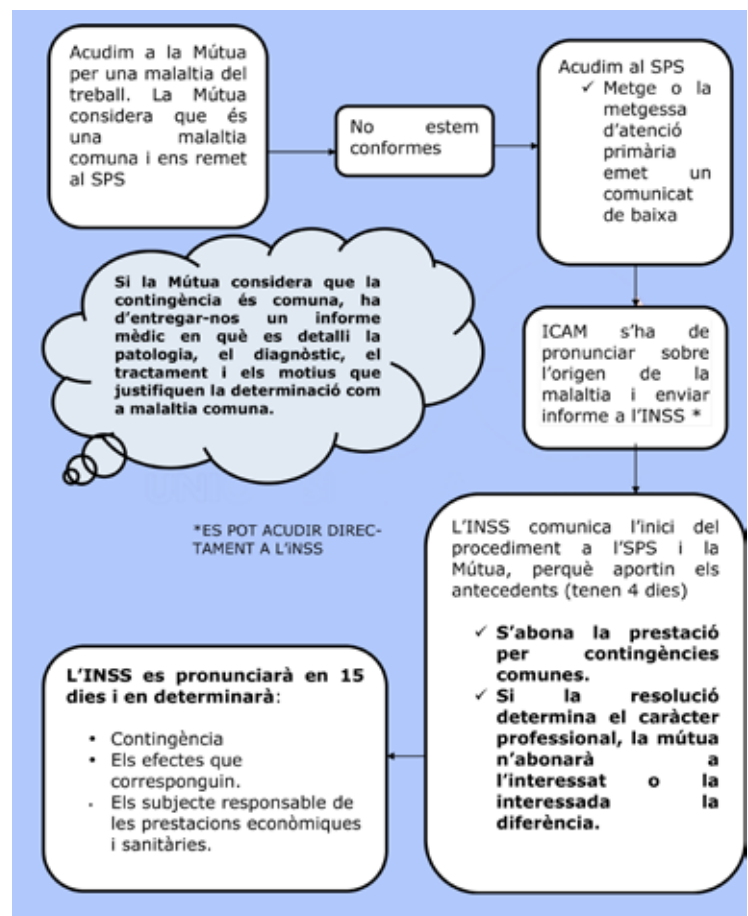 Acudim a la Mútua
per una malaltia del
treball. La Mútua
considera que és
una malaltia
comuna i ens remet
al SPS
No estem
conformes
Acudim al SPS
✓ Metge o la
metgessa
d'atenció
primària
emet un
comunicat
de baixa
Si la Mútua considera que la
contingència és comuna, ha
d'entregar-nos un informe
mèdic en què es detalli la
patologia, el diagnòstic, el
tractament i els motius que
justifiquen la determinació com
a malaltia comuna.
ICAM s'ha de
pronunciar sobre
l'origen de la
malaltia i enviar
informe a l'INSS *
*ES POT ACUDIR DIREC-
TAMENT A L'iNSS
L'INSS comunica l'inici del
procediment a l'SPS i la
Mútua, perquè aportin els
antecedents (tenen 4 dies)
✓ S'abona la prestació
per contingències
comunes.
✓ Si la resolució
determina el caràcter
professional, la mútua
n'abonarà a
l'interessat o la
interessada la
diferència.
L'INSS es pronunciarà en 15
dies i en determinarà:
• Contingència
• Els efectes que
corresponguin.
• Els subjecte responsable de
les prestacions econòmiques
i sanitàries.